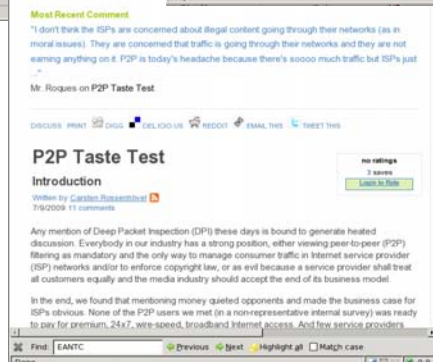 Most Recent Comment
"I don't think the ISPs are concerned about illegal content going through their networks (as in
moral issues). They are concerned that traffic is going through their networks and they are not
earning anything on it. P2P is today's headache because there's soooo much traffic but ISPs just
..."
Mr. Roques on P2P Taste Test
DISCUSS PRINT DIGG DEL.ICIO.US REDDIT EMAIL THIS TWEET THIS
P2P Taste Test
no ratings
3 saves
Login to Rate
Introduction
Written by Carsten Rossenhövel
7/9/2009 11 comments
Any mention of Deep Packet Inspection (DPI) these days is bound to generate heated
discussion. Everybody in our industry has a strong position, either viewing peer-to-peer (P2P)
filtering as mandatory and the only way to manage consumer traffic in Internet service provider
(ISP) networks and/or to enforce copyright law, or as evil because a service provider shall treat
all customers equally and the media industry should accept the end of its business model.
In the end, we found that mentioning money quieted opponents and made the business case for
ISPs obvious. None of the P2P users we met (in a non-representative internal survey) was ready
to pay for premium, 24x7, wire-speed, broadband Internet access. And few service providers
Find: EANTC Previous Next Highlight all Match case
Done